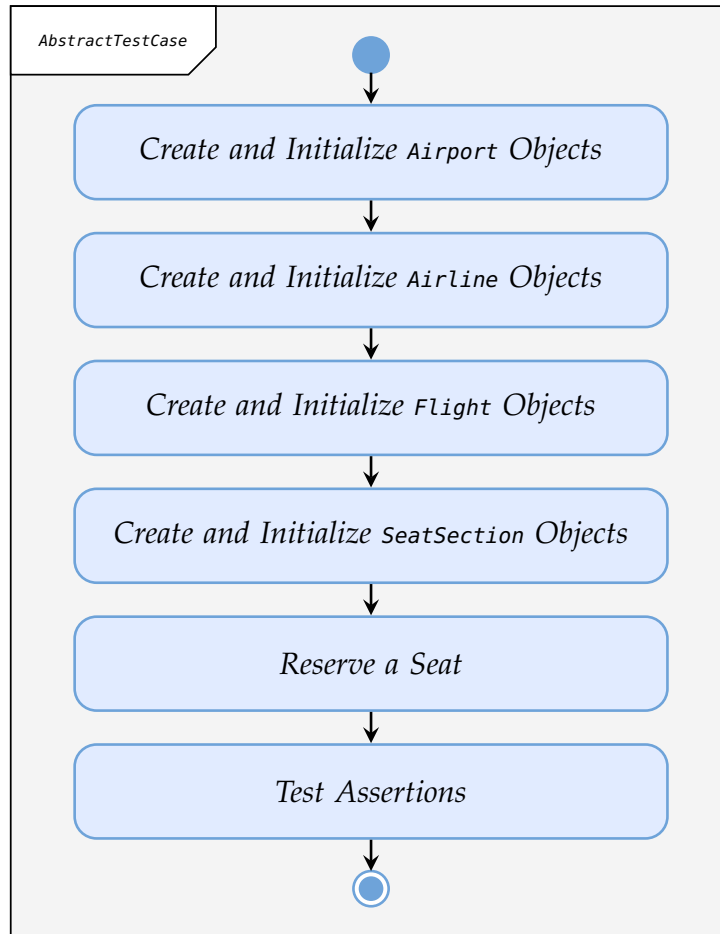 AbstractTestCase
Create and Initialize Airport Objects
Create and Initialize Airline Objects
Create and Initialize Flight Objects
Create and Initialize SeatSection Objects
Reserve a Seat
Test Assertions